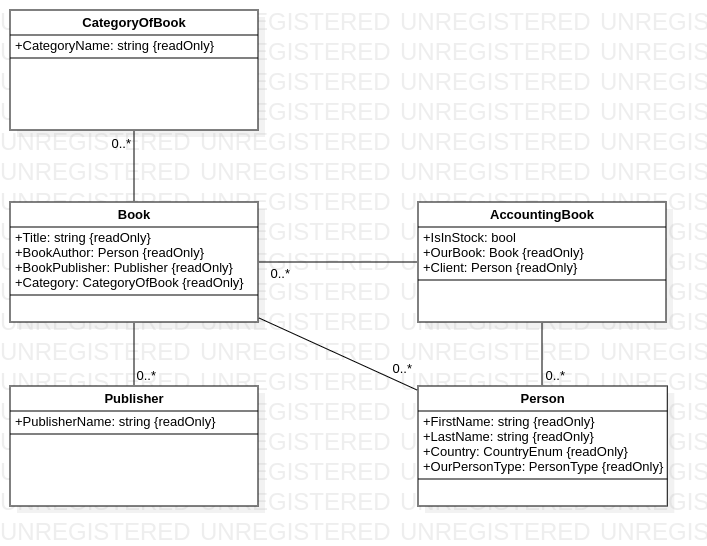 CategoryOfBook
+CategoryName: string {readOnly}
0..*
Book
+Title: string {readOnly}
+BookAuthor: Person {readOnly}
+BookPublisher: Publisher {readOnly}
+Category: CategoryOfBook {readOnly}
0..*
AccountingBook
+IsInStock: bool
+OurBook: Book {readOnly}
+Client: Person {readOnly}
0..*
0..*
0..*
Publisher
+PublisherName: string {readOnly}
Person
+FirstName: string {readOnly}
+LastName: string {readOnly}
+Country: CountryEnum {readOnly}
+OurPersonType: PersonType {readOnly}
UNREGISTERED UNREGISTERED UNREGISTERED UNREGIS